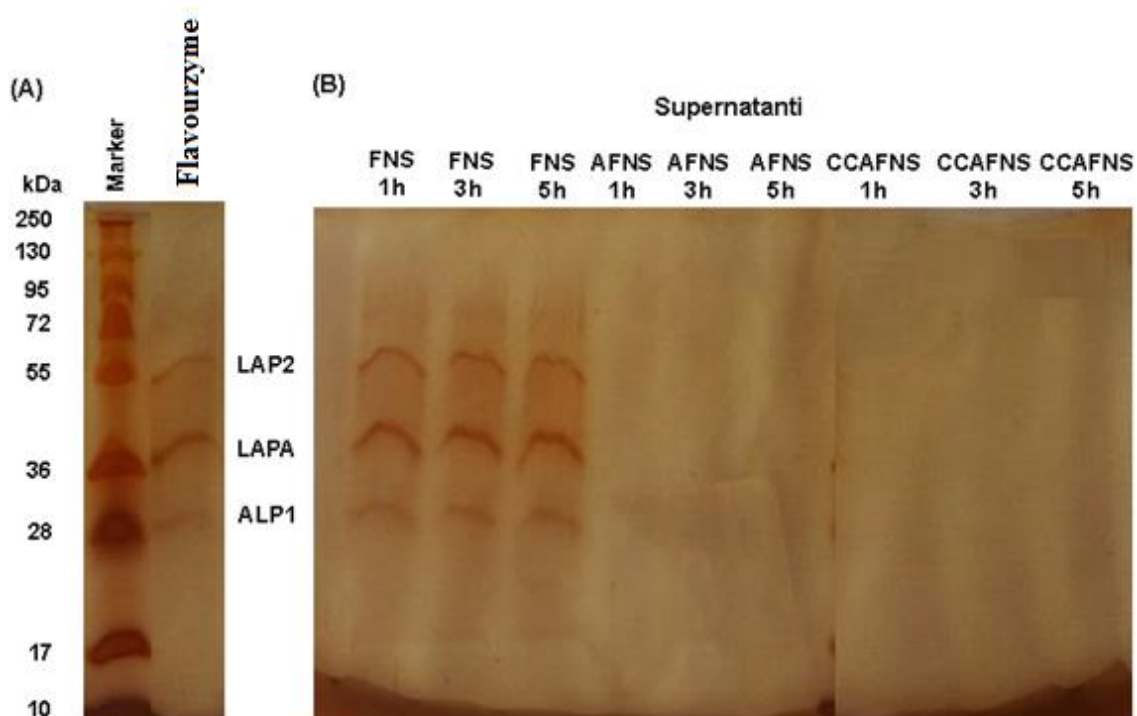 (A)
Marker
Flavourzyme
kDa
250
130
95
72
55
36
28
17
10
LAP2
LAPA
ALP1
(B)
Supernatanti
FNS FNS FNS AFNS AFNS AFNS CCAFNS CCAFNS CCAFNS
1h 3h 5h 1h 3h 5h 1h 3h 5h